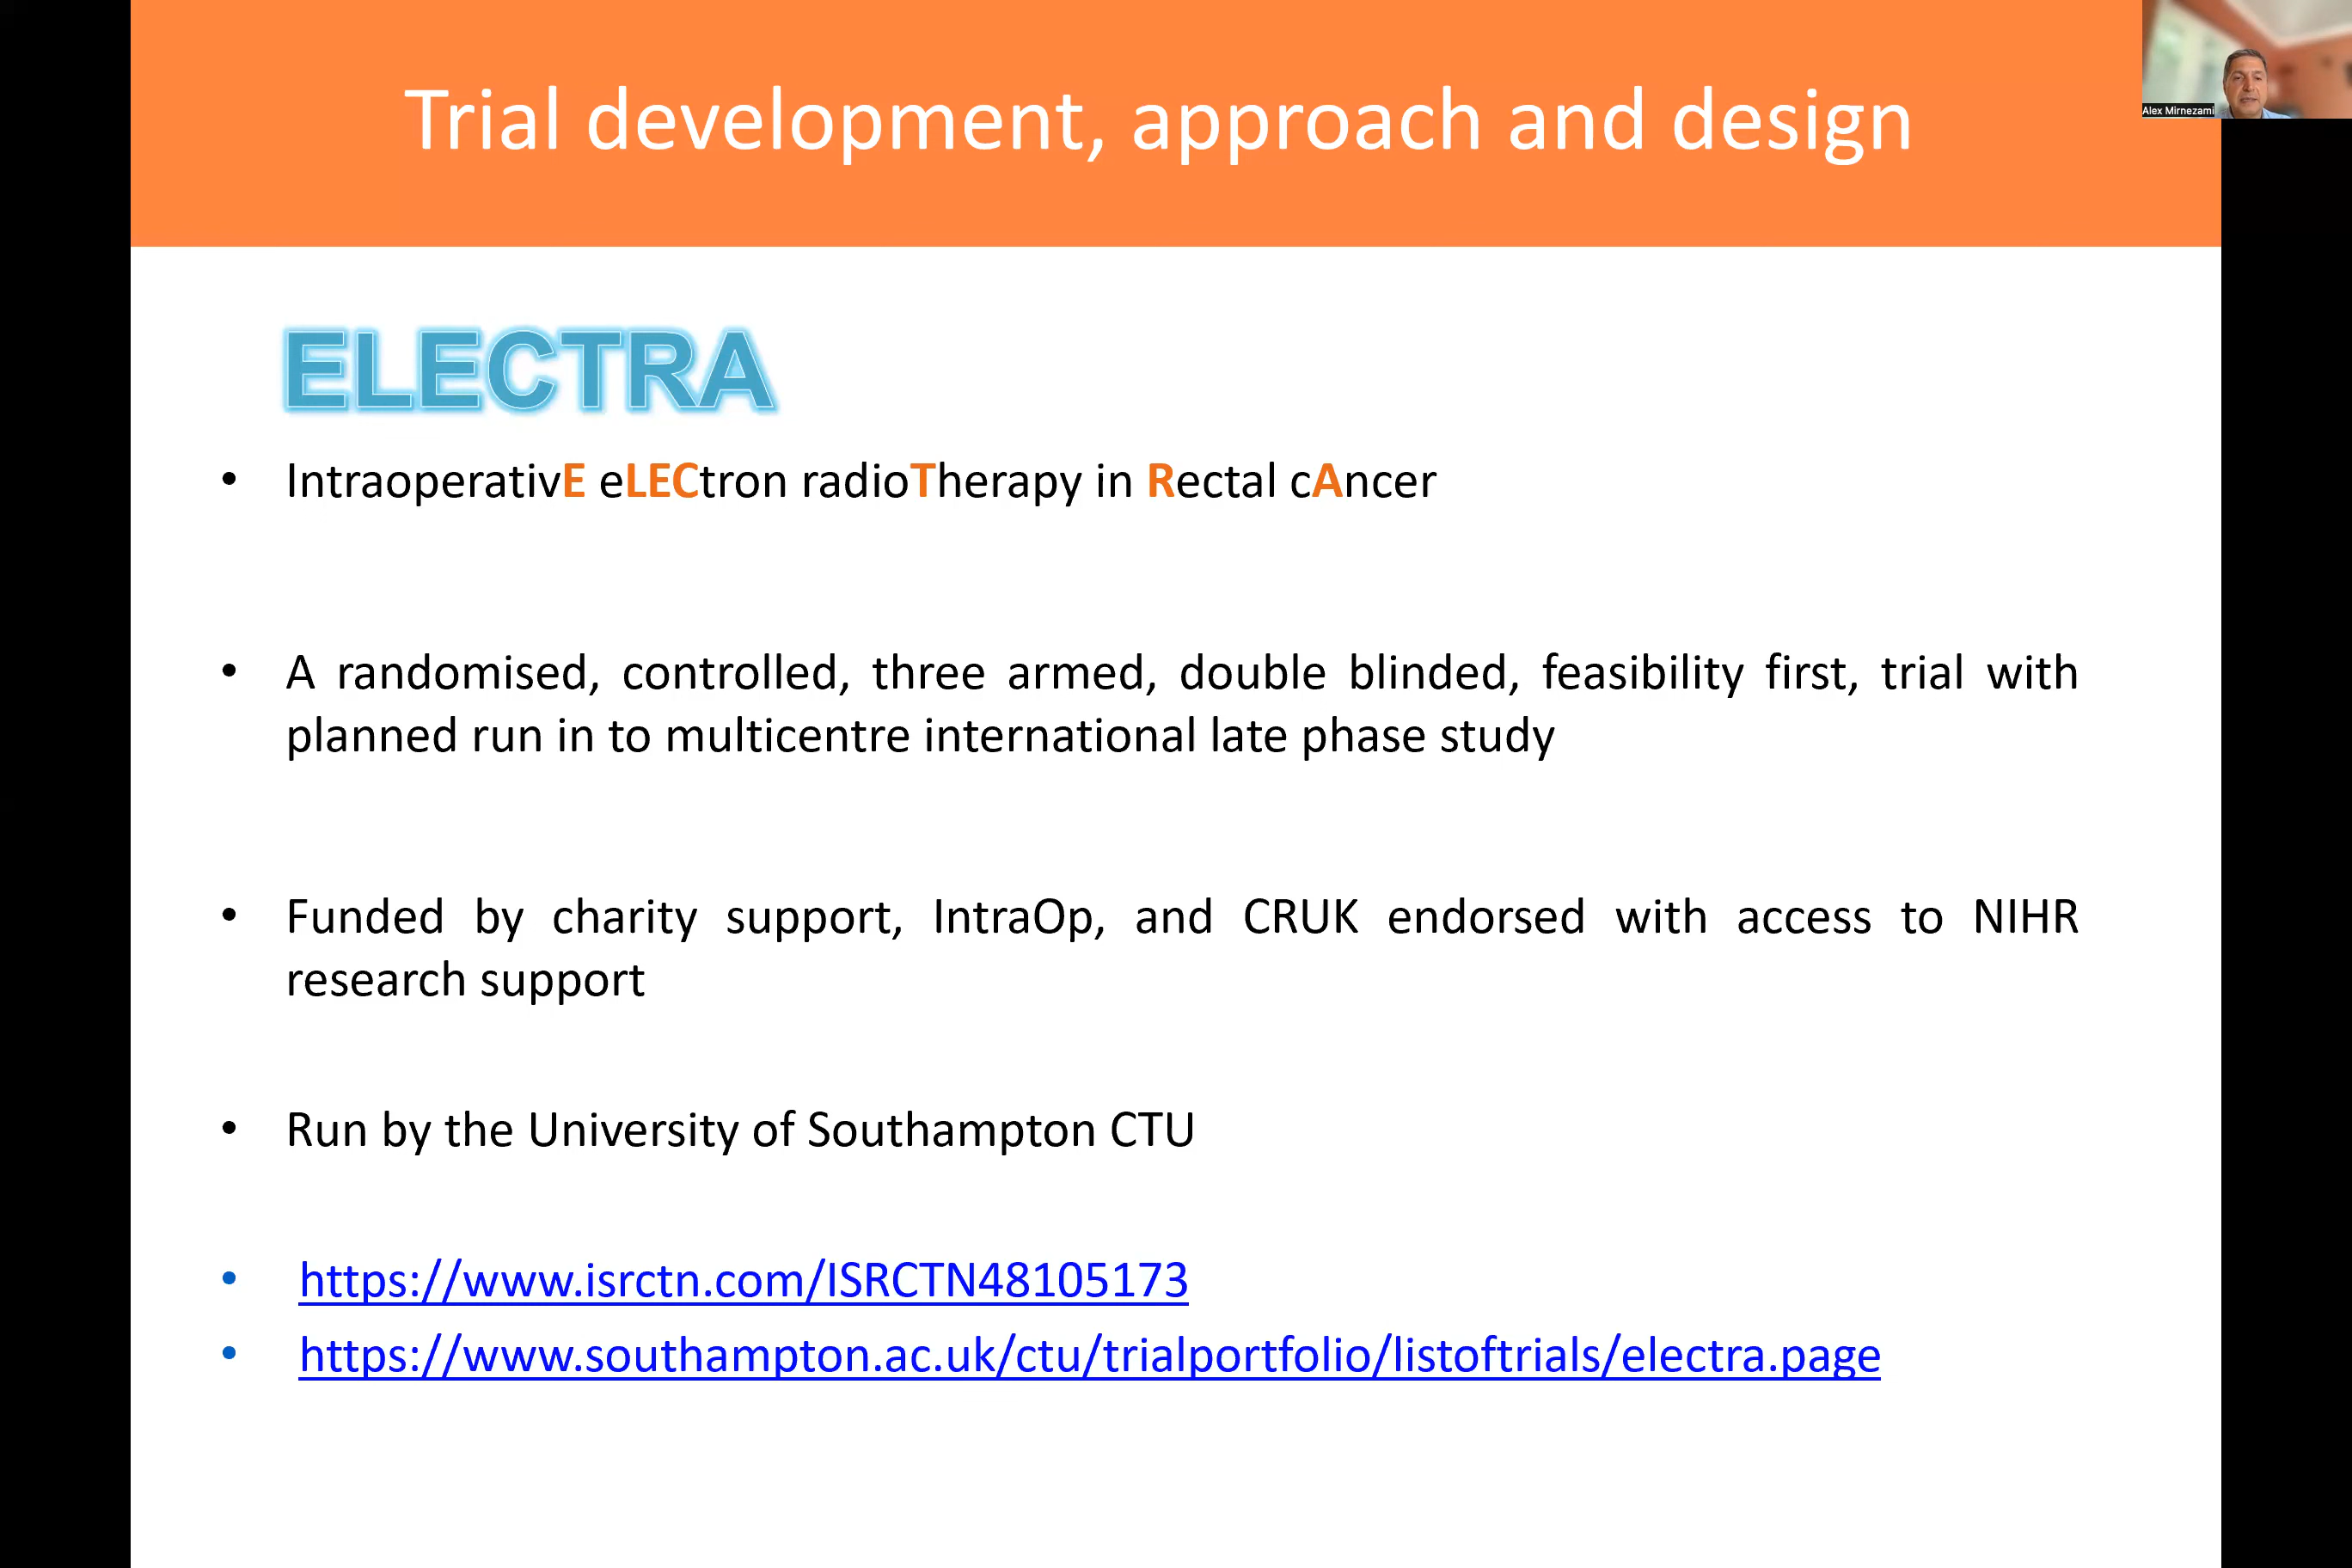 Trial development, approach and design
Alex Mirnezami
ELECTRA
• IntraoperativE eLECtron radioTherapy in Rectal cAncer
• A randomised, controlled, three armed, double blinded, feasibility first, trial with
planned run in to multicentre international late phase study
• Funded by charity support, IntraOp, and CRUK endorsed with access to NIHR
research support
• Run by the University of Southampton CTU
• https://www.isrctn.com/ISRCTN48105173
• https://www.southampton.ac.uk/ctu/trialportfolio/listoftrials/electra.page